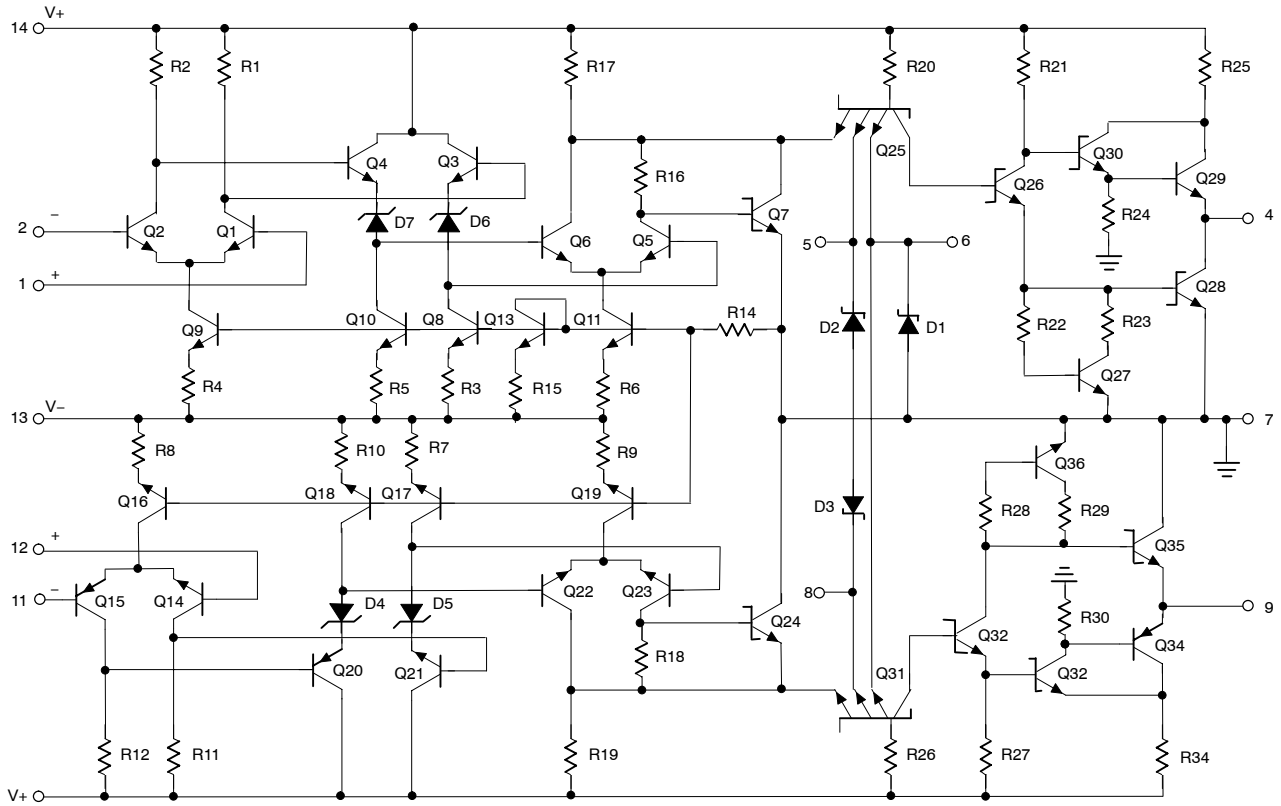 14 V+
R2 R1 R17 R20 R21 R25
Q4 Q3 Q25 Q30
R16 Q26 Q29
D7 D6 Q7 R24
2 − Q2 Q1 Q6 Q5 5 6 4
1 +
Q28
Q9 Q10 Q8 Q13 Q11 R14 D2 D1 R22 R23
R4 R5 R3 R15 R6 Q27
13 V− 7
R8 R10 R7 R9 Q36
Q16 Q18 Q17 Q19 D3 R28 R29
12 + Q35
11 − Q15 Q14 D4 D5 Q22 Q23 8 9
Q24 Q32 R30 Q34
Q20 Q21 R18 Q31 Q32
R12 R11 R19 R26 R27 R34
V+